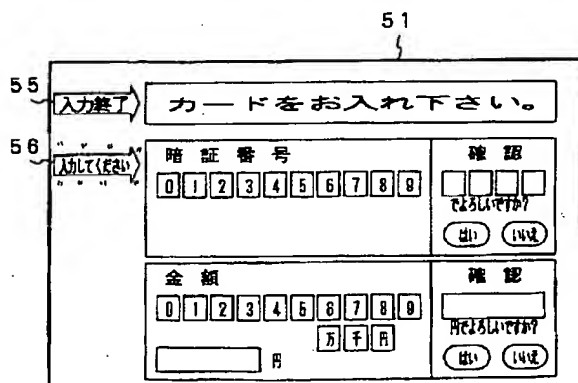 51
55
入力終了
カードをお入れ下さい。
56
入力してください
暗証番号
0 1 2 3 4 5 6 7 8 9
確認
でよろしいですか?
はい いいえ
金額
0 1 2 3 4 5 6 7 8 9
万 千 円
円
確認
円でよろしいですか?
はい いいえ